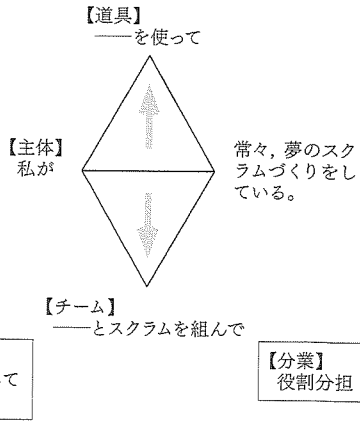 【道具】
──を使って
【主体】
私が
常々，夢のスク
ラムづくりをし
ている。
【チーム】
──とスクラムを組んで
て
【分業】
役割分担